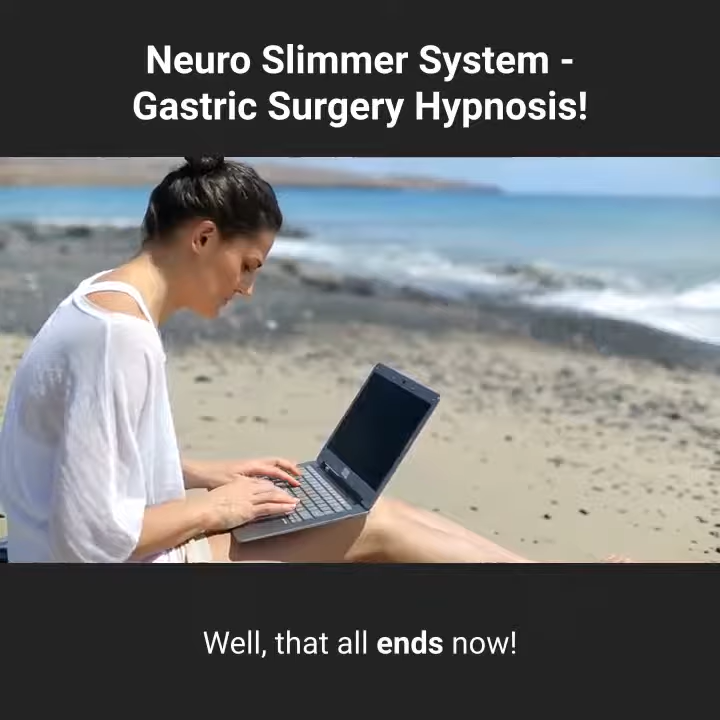 Neuro Slimmer System -
Gastric Surgery Hypnosis!
Well, that all ends now!